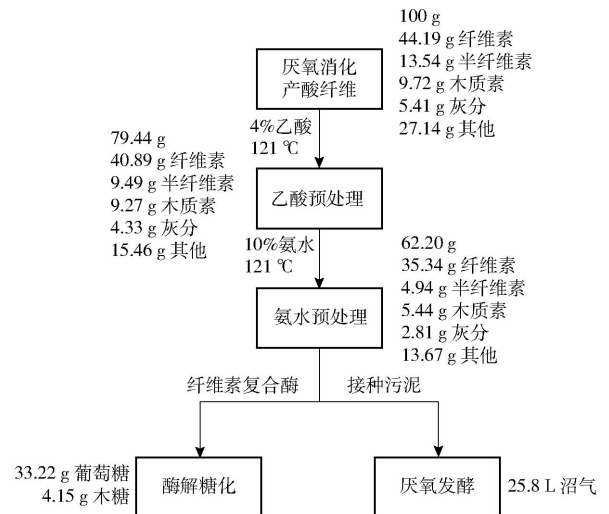 100 g
44.19 g 纤维素
13.54 g 半纤维素
9.72 g 木质素
5.41 g 灰分
27.14 g 其他
厌氧消化
产酸纤维
4%乙酸
121 ℃
79.44 g
40.89 g 纤维素
9.49 g 半纤维素
9.27 g 木质素
4.33 g 灰分
15.46 g 其他
乙酸预处理
10%氨水
121 ℃
62.20 g
35.34 g 纤维素
4.94 g 半纤维素
5.44 g 木质素
2.81 g 灰分
13.67 g 其他
氨水预处理
纤维素复合酶
接种污泥
33.22 g 葡萄糖
4.15 g 木糖
酶解糖化
厌氧发酵
25.8 L 沼气